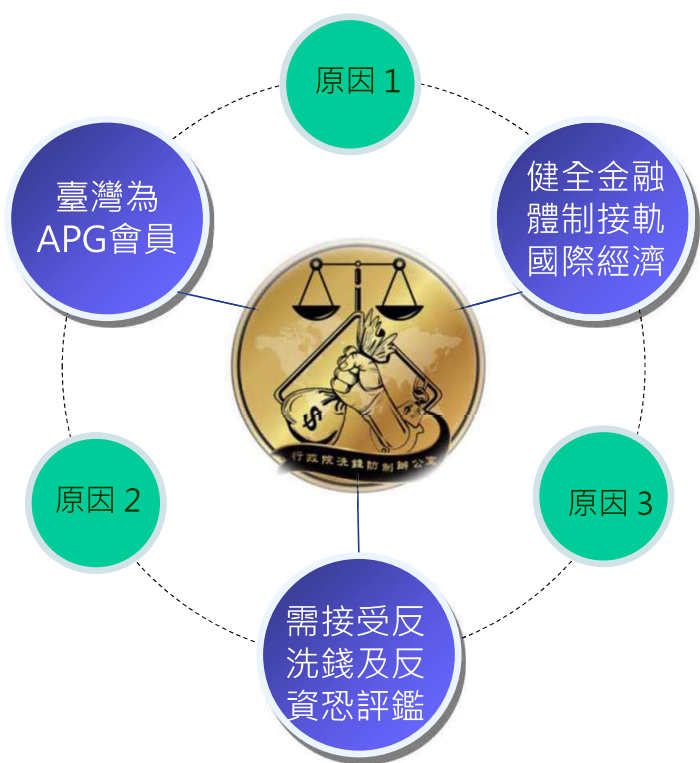 原因 1
臺灣為
APG會員
健全金融
體制接軌
國際經濟
$
行政院洗錢防制辦公室
原因 2
原因 3
需接受反
洗錢及反
資恐評鑑